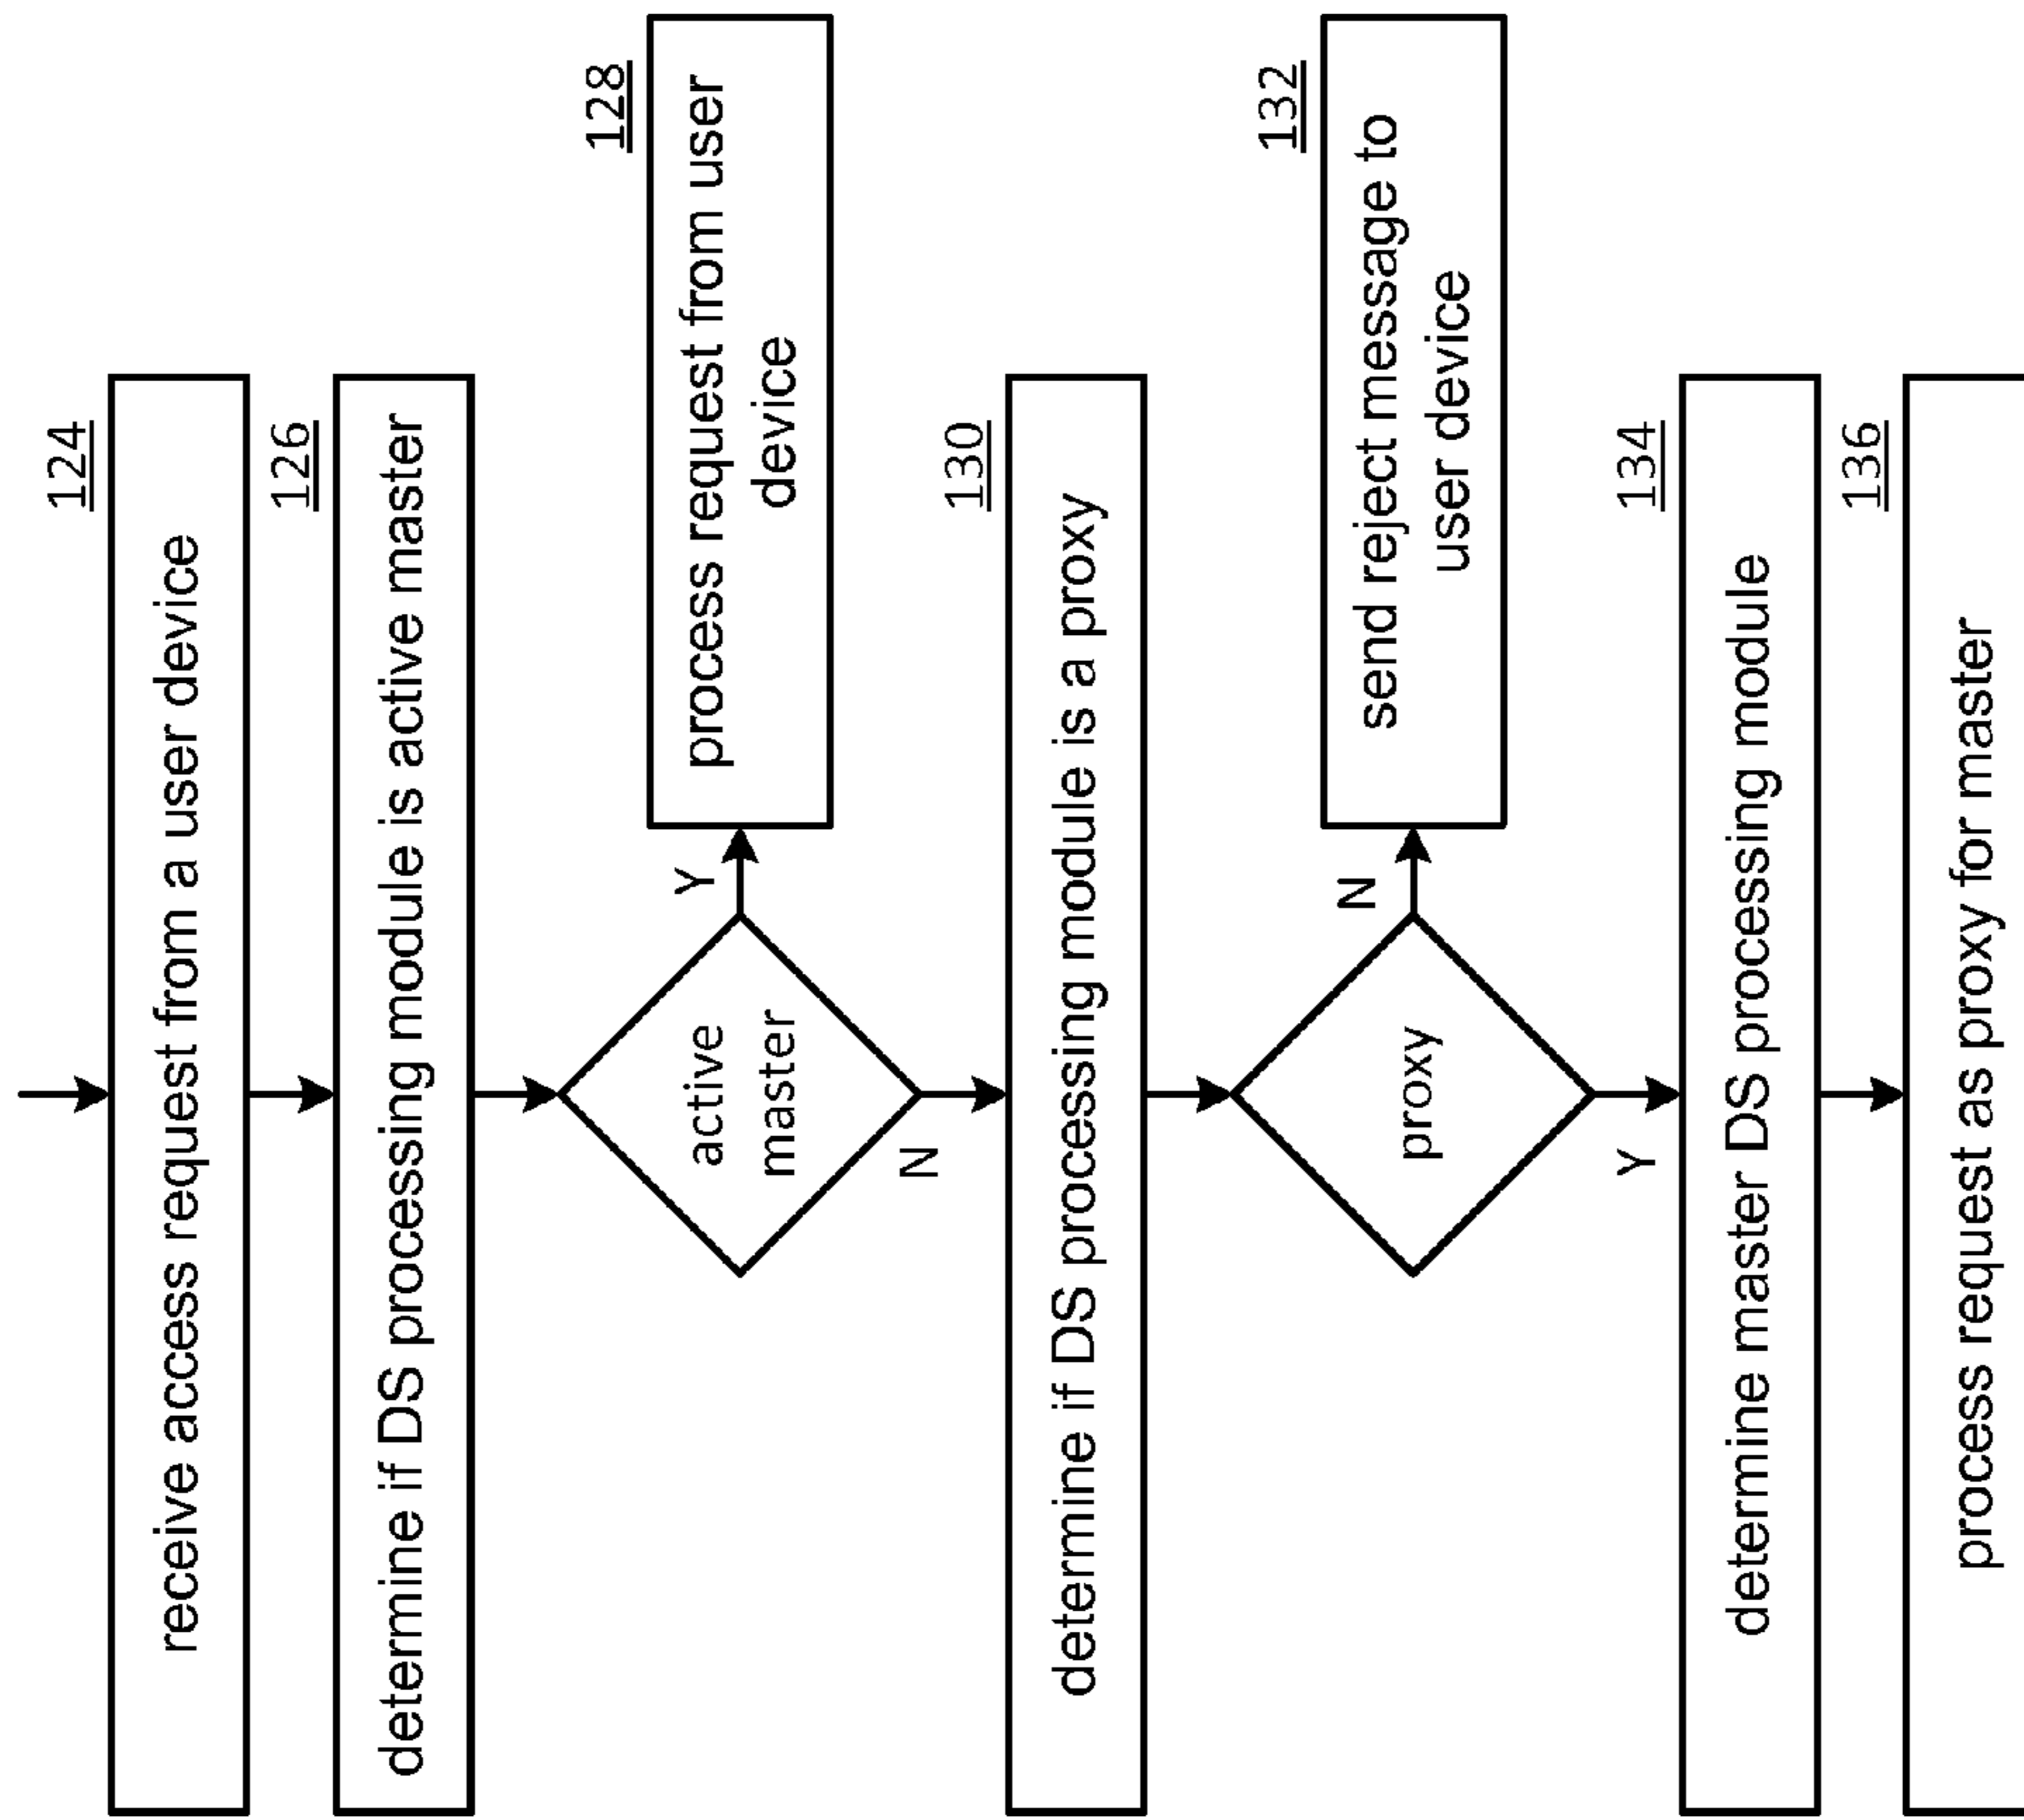 124
receive access request from a user device
126
determine if DS processing module is active master
active
master
Y
N
128
process request from user
device
130
determine if DS processing module is a proxy
proxy
N
Y
132
send reject message to
user device
134
determine master DS processing module
136
process request as proxy for master